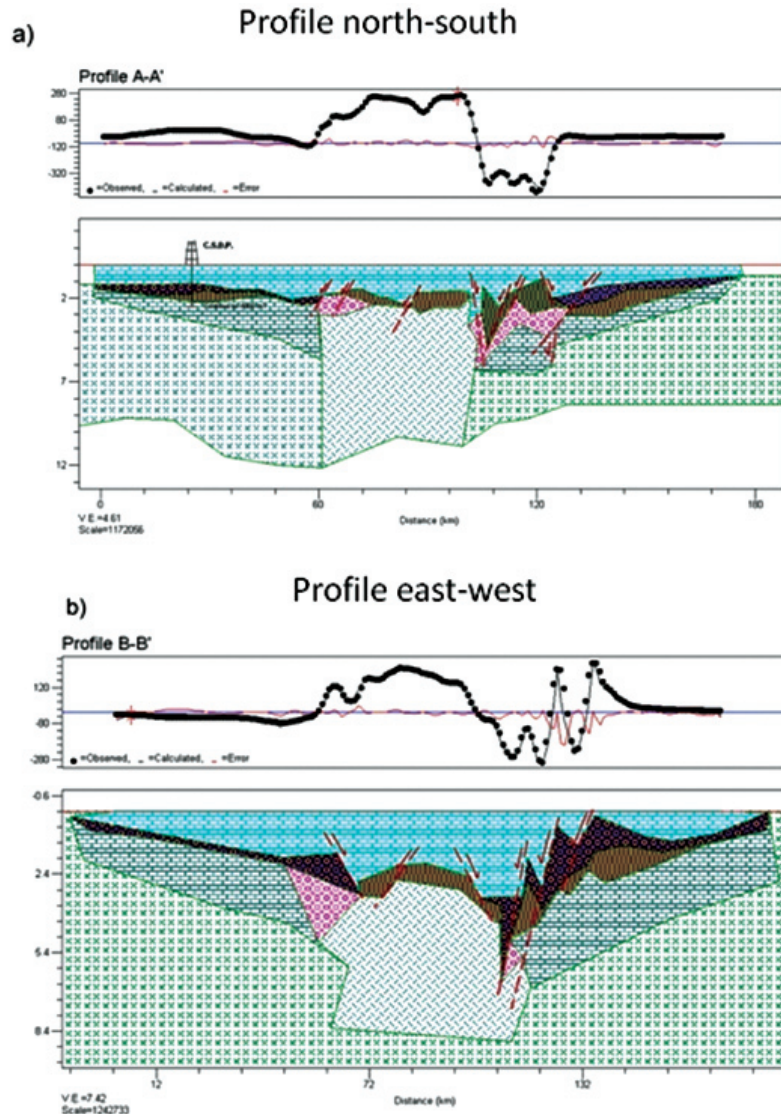 Profile north-south
a)
Profile A-A'
280
80
-120
-320
=Observed, =Calculated, =Error
C.S.D.P.
2
7
12
0 60 120 180
V.E.=4.61
Distance (km)
Scale=1172056
Profile east-west
b)
Profile B-B'
120
-80
-280
=Observed, =Calculated, =Error
-0.6
2.4
5.4
8.4
12 72 132
V.E.=7.42
Distance (km)
Scale=1242733